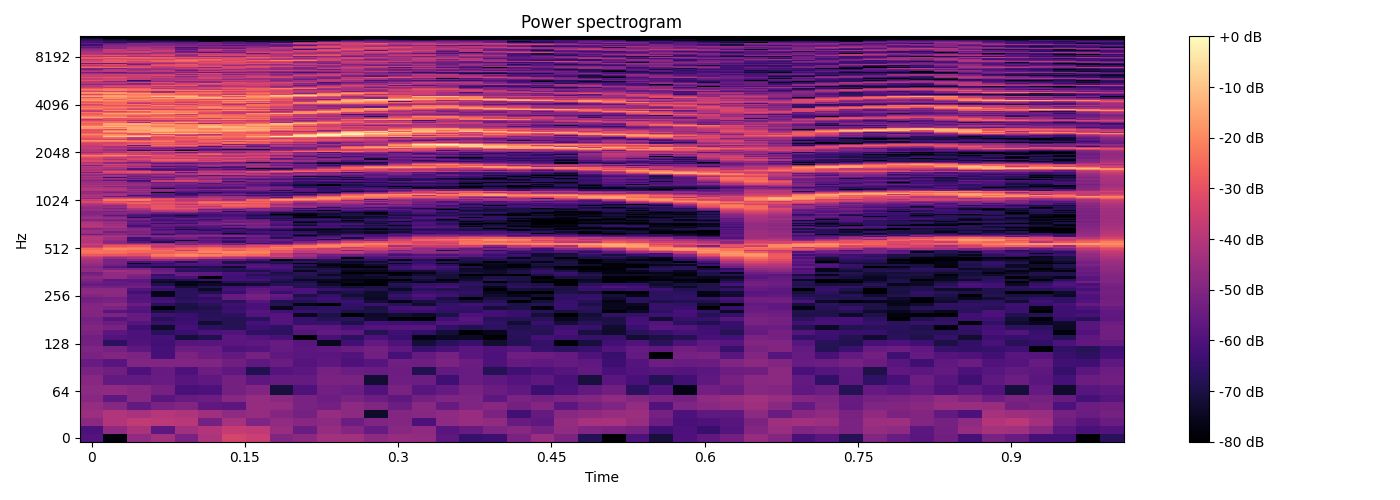 Power spectrogram
8192
4096
2048
1024
512
256
128
64
0
Hz
0
0.15
0.3
0.45
0.6
0.75
0.9
Time
+0 dB
-10 dB
-20 dB
-30 dB
-40 dB
-50 dB
-60 dB
-70 dB
-80 dB